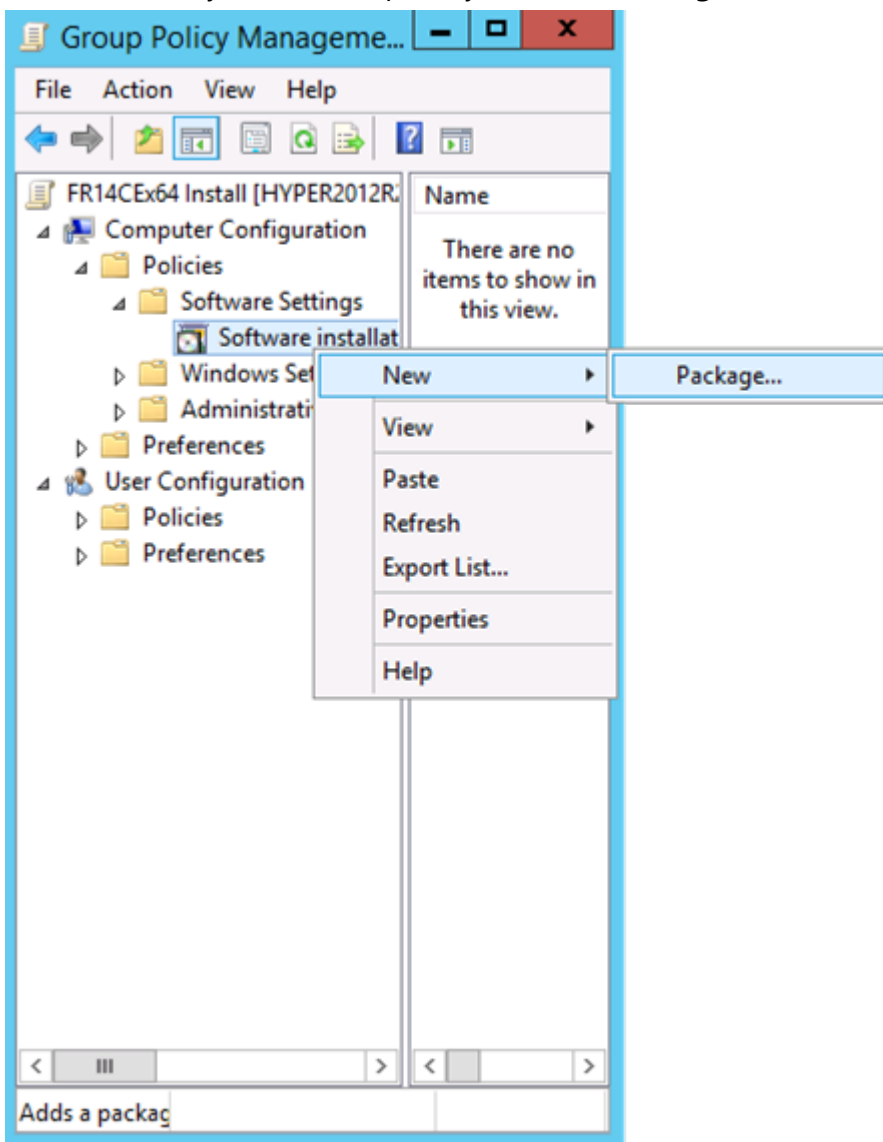 Group Policy Manageme...
File Action View Help
FR14CEx64 Install [HYPER2012R
Name
Computer Configuration
There are no
items to show in
this view.
Policies
Software Settings
Software installat
Windows Set
Administrati
Preferences
User Configuration
Policies
Preferences
New
Package...
View
Paste
Refresh
Export List...
Properties
Help
Adds a packag